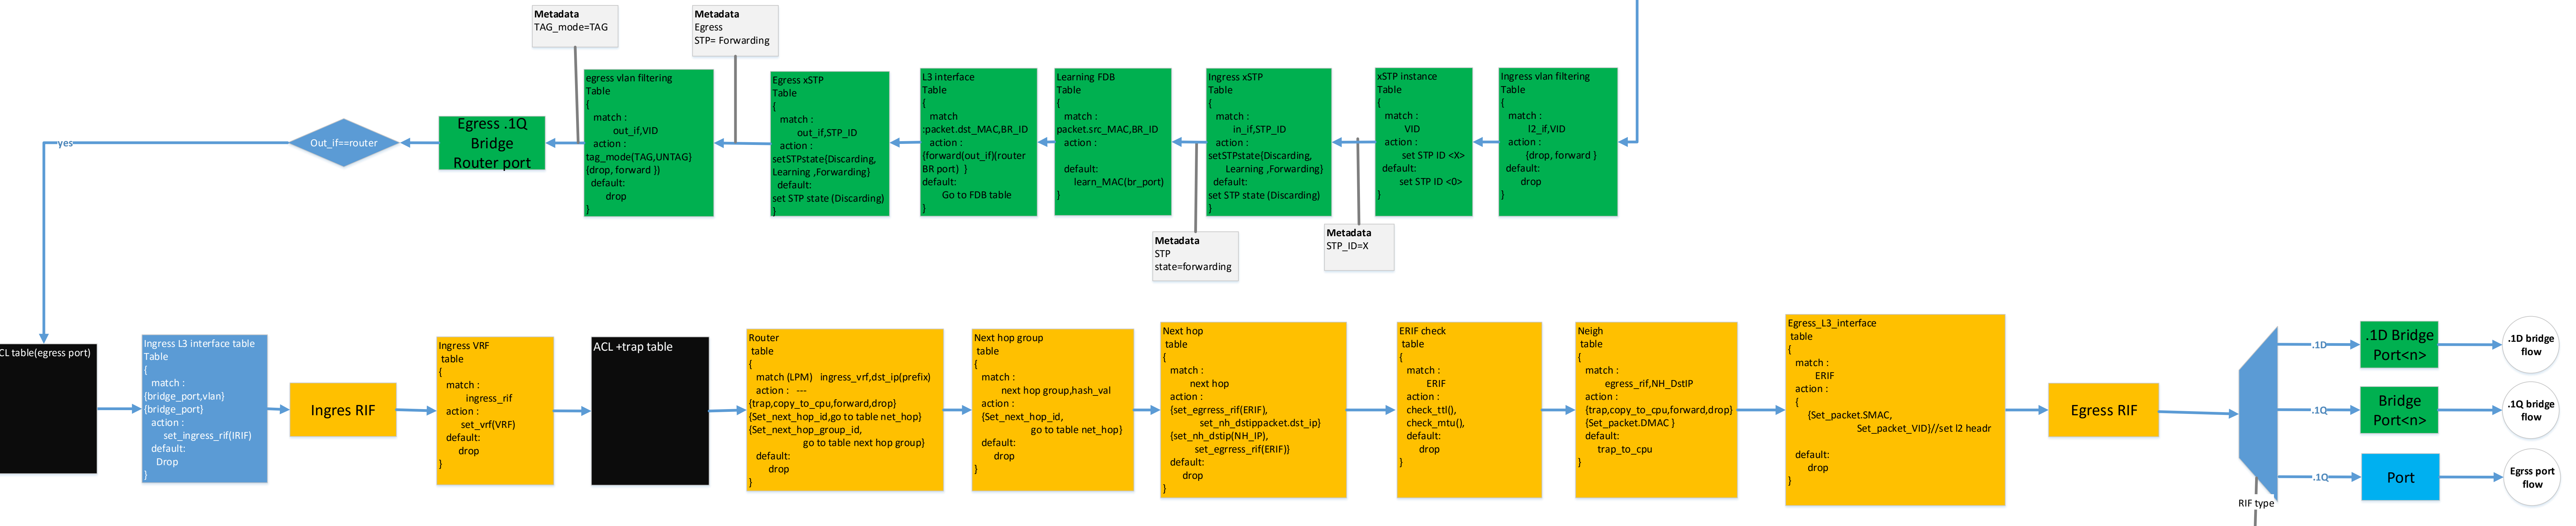 Metadata
TAG_mode=TAG
Metadata
Egress
STP= Forwarding
egress vlan filtering
Table
{
match :
out_if,VID
action :
tag_mode(TAG,UNTAG)
{drop, forward })
default:
drop
}
Egress xSTP
Table
{
match :
out_if,STP_ID
action :
setSTPstate{Discarding,
Learning ,Forwarding}
default:
set STP state (Discarding)
}
L3 interface
Table
{
match
:packet.dst_MAC,BR_ID
action :
{forward(out_if)(router
BR port) }
default:
Go to FDB table
}
Learning FDB
Table
{
match :
packet.src_MAC,BR_ID
action :
default:
learn_MAC(br_port)
}
Ingress xSTP
Table
{
match :
in_if,STP_ID
action :
setSTPstate{Discarding,
Learning ,Forwarding}
default:
set STP state (Discarding)
}
xSTP instance
Table
{
match :
VID
action :
set STP ID <X>
default:
set STP ID <0>
}
Ingress vlan filtering
Table
{
match :
l2_if,VID
action :
(drop, forward }
default:
drop
}
Egress .1Q
Bridge
Router port
Out_if==router
yes
Metadata
STP
state=forwarding
Metadata
STP_ID=X
CL table(egress port)
Ingress L3 interface table
Table
{
match :
{bridge_port,vlan}
{bridge_port}
action :
set_ingress_rif(IRIF)
default:
Drop
}
Ingres RIF
Ingress VRF
table
{
match :
ingress_rif
action :
set_vrf(VRF)
default:
drop
}
ACL +trap table
Router
table
{
match (LPM) ingress_vrf,dst_ip(prefix)
action : ---
{trap,copy_to_cpu,forward,drop}
{Set_next_hop_id,go to table net_hop}
{Set_next_hop_group_id,
go to table next hop group}
default:
drop
}
Next hop group
table
{
match :
next hop group,hash_val
action :
{Set_next_hop_id,
go to table net_hop}
default:
drop
}
Next hop
table
{
match :
next hop
action :
{set_egrress_rif(ERIF),
set_nh_dstippacket.dst_ip}
{set_nh_dstip(NH_IP),
set_egrress_rif(ERIF)}
default:
drop
}
ERIF check
table
{
match :
ERIF
action :
check_ttl(),
check_mtu(),
default:
drop
}
Neigh
table
{
match :
egress_rif,NH_DstIP
action :
{trap,copy_to_cpu,forward,drop}
{Set_packet.DMAC }
default:
trap_to_cpu
}
Egress_L3_interface
table
{
match :
ERIF
action :
{
{Set_packet.SMAC,
Set_packet_VID}//set l2 headr
default:
drop
}
Egress RIF
RIF type
.1D
.1D Bridge
Port<n>
.1D bridge
flow
.1Q
Bridge
Port<n>
.1Q bridge
flow
.1Q
Port
Egrss port
flow